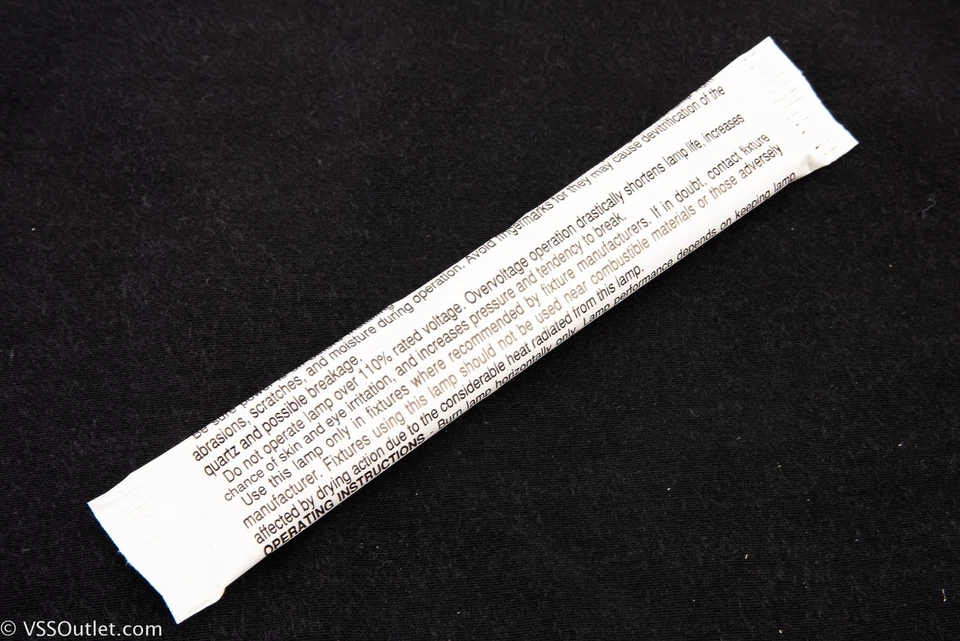 Be sure
abrasions, scratches, and moisture during operation. Avoid fingermarks for they may cause devitrification of the
quartz and possible breakage.
Do not operate lamp over 110% rated voltage. Overvoltage operation drastically shortens lamp life, increases
chance of skin and eye irritation, and increases pressure and tendency to break.
Use this lamp only in fixtures where recommended by fixture manufacturers. If in doubt, contact fixture
manufacturer. Fixtures using this lamp should not be used near combustible materials or those adversely
affected by drying action due to the considerable heat radiated from this lamp.
OPERATING INSTRUCTIONS - Burn lamp horizontally only. Lamp performance depends on keeping lamp
© VSSOutlet.com